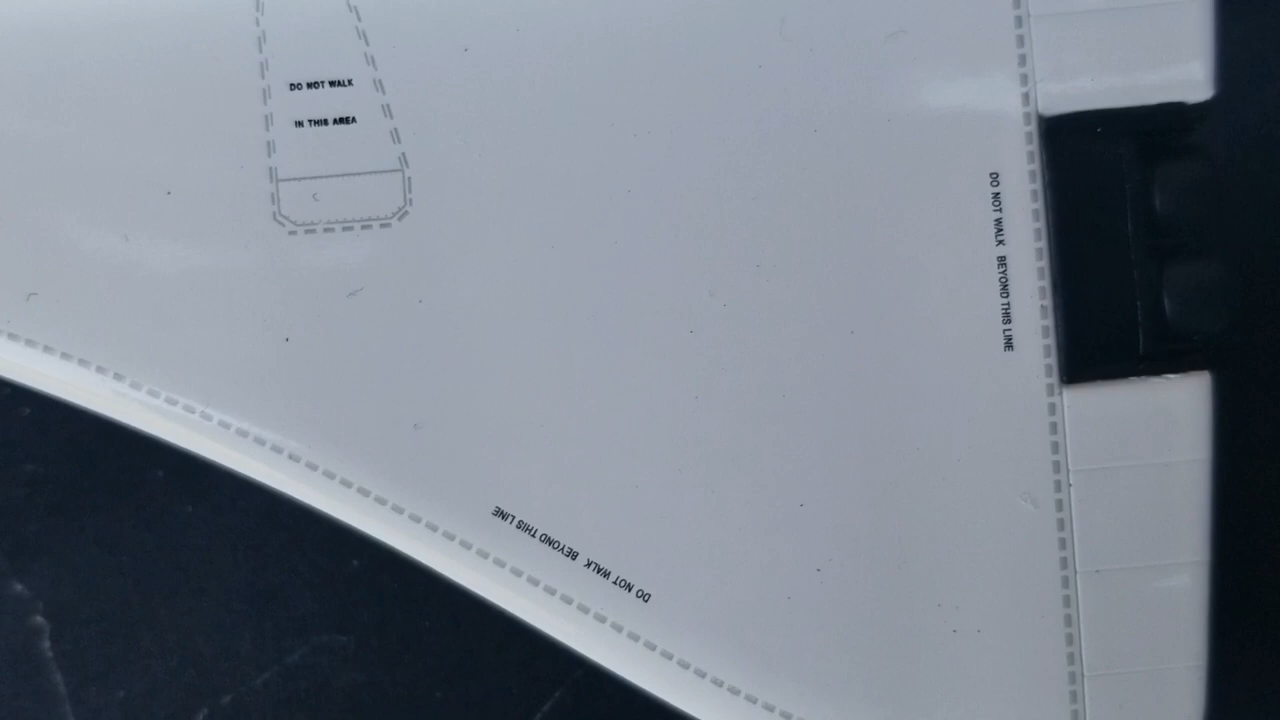 DO NOT WALK
IN THIS AREA
DO NOT WALK BEYOND THIS LINE
DO NOT WALK BEYOND THIS LINE